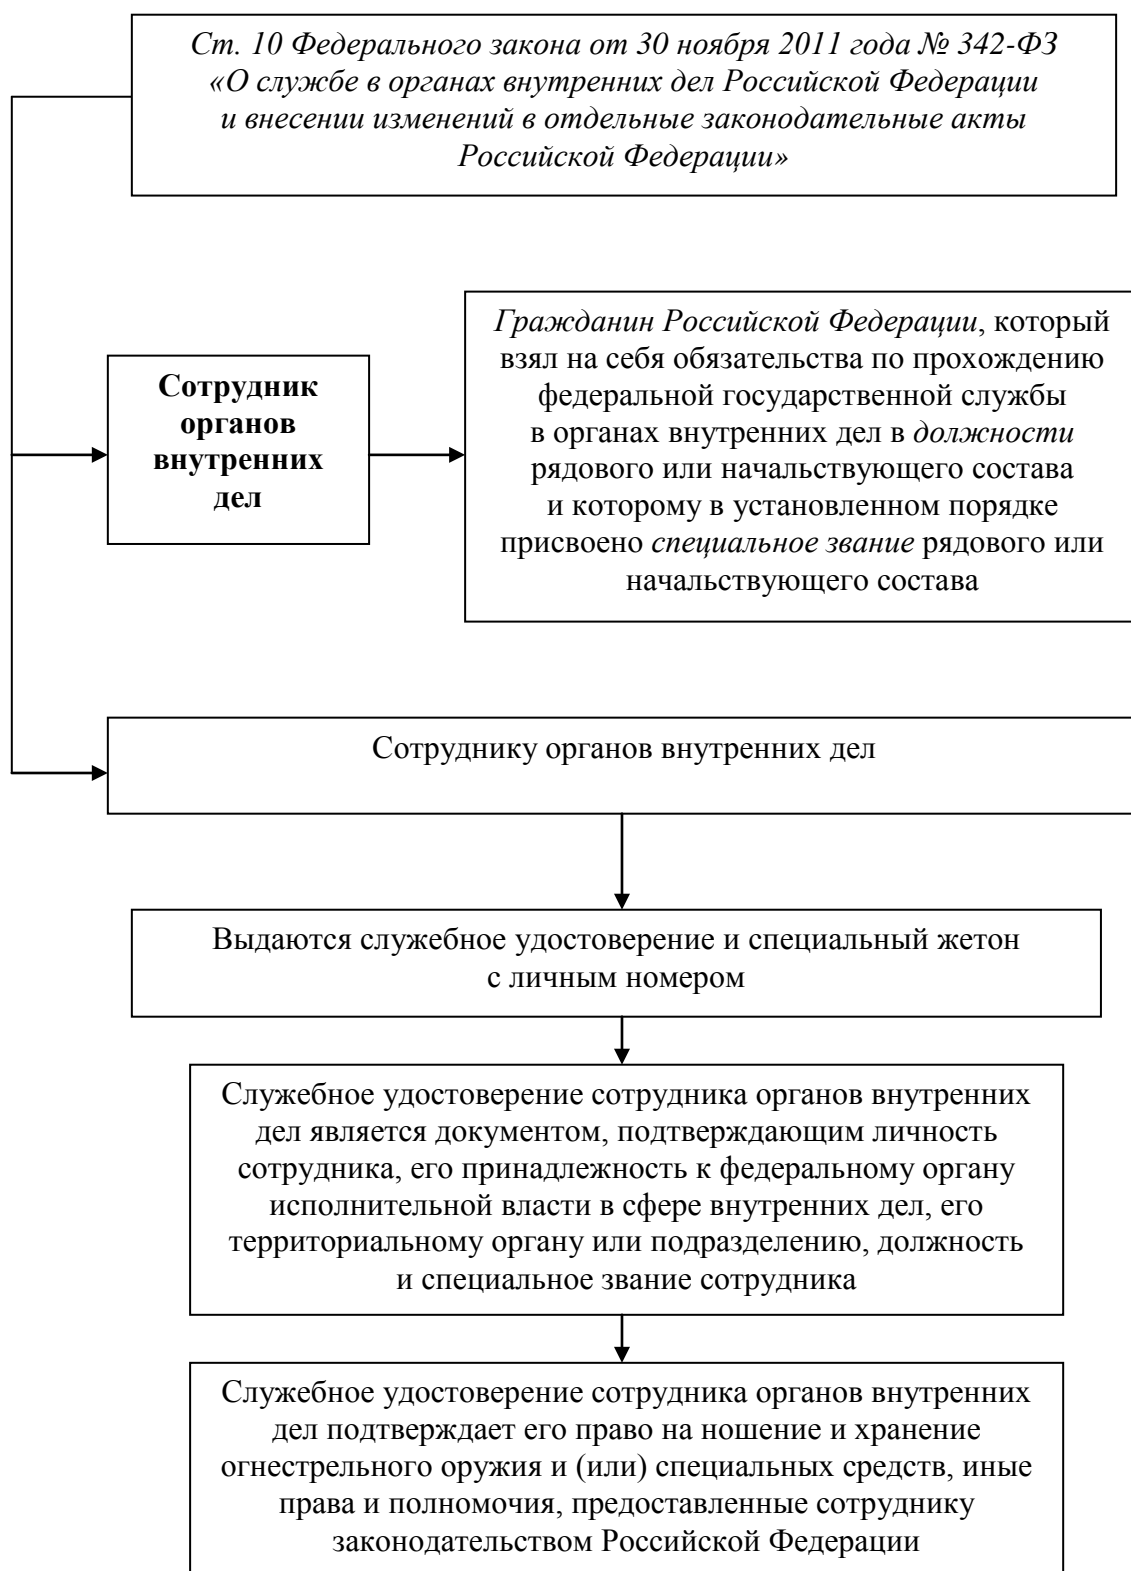 Ст. 10 Федерального закона от 30 ноября 2011 года № 342-ФЗ
«О службе в органах внутренних дел Российской Федерации
и внесении изменений в отдельные законодательные акты
Российской Федерации»
Сотрудник
органов
внутренних
дел
Гражданин Российской Федерации, который
взял на себя обязательства по прохождению
федеральной государственной службы
в органах внутренних дел в должности
рядового или начальствующего состава
и которому в установленном порядке
присвоено специальное звание рядового или
начальствующего состава
Сотруднику органов внутренних дел
Выдаются служебное удостоверение и специальный жетон
с личным номером
Служебное удостоверение сотрудника органов внутренних
дел является документом, подтверждающим личность
сотрудника, его принадлежность к федеральному органу
исполнительной власти в сфере внутренних дел, его
территориальному органу или подразделению, должность
и специальное звание сотрудника
Служебное удостоверение сотрудника органов внутренних
дел подтверждает его право на ношение и хранение
огнестрельного оружия и (или) специальных средств, иные
права и полномочия, предоставленные сотруднику
законодательством Российской Федерации